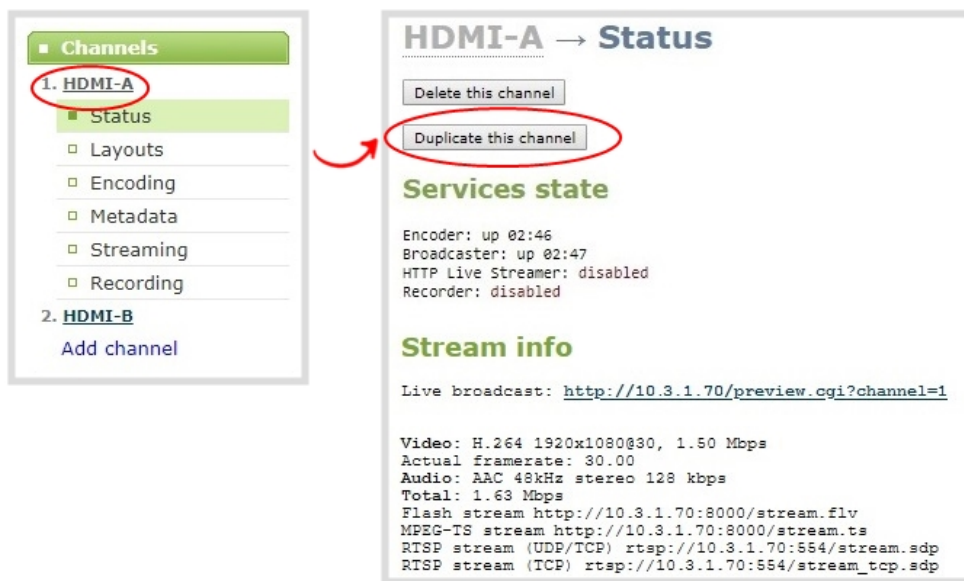 Channels
1. HDMI-A
Status
Layouts
Encoding
Metadata
Streaming
Recording
2. HDMI-B
Add channel
HDMI-A → Status
Delete this channel
Duplicate this channel
Services state
Encoder: up 02:46
Broadcaster: up 02:47
HTTP Live Streamer: disabled
Recorder: disabled
Stream info
Live broadcast: http://10.3.1.70/preview.cgi?channel=1
Video: H.264 1920x1080@30, 1.50 Mbps
Actual framerate: 30.00
Audio: AAC 48kHz stereo 128 kbps
Total: 1.63 Mbps
Flash stream http://10.3.1.70:8000/stream.flv
MPEG-TS stream http://10.3.1.70:8000/stream.ts
RTSP stream (UDP/TCP) rtsp://10.3.1.70:554/stream.sdp
RTSP stream (TCP) rtsp://10.3.1.70:554/stream_tcp.sdp